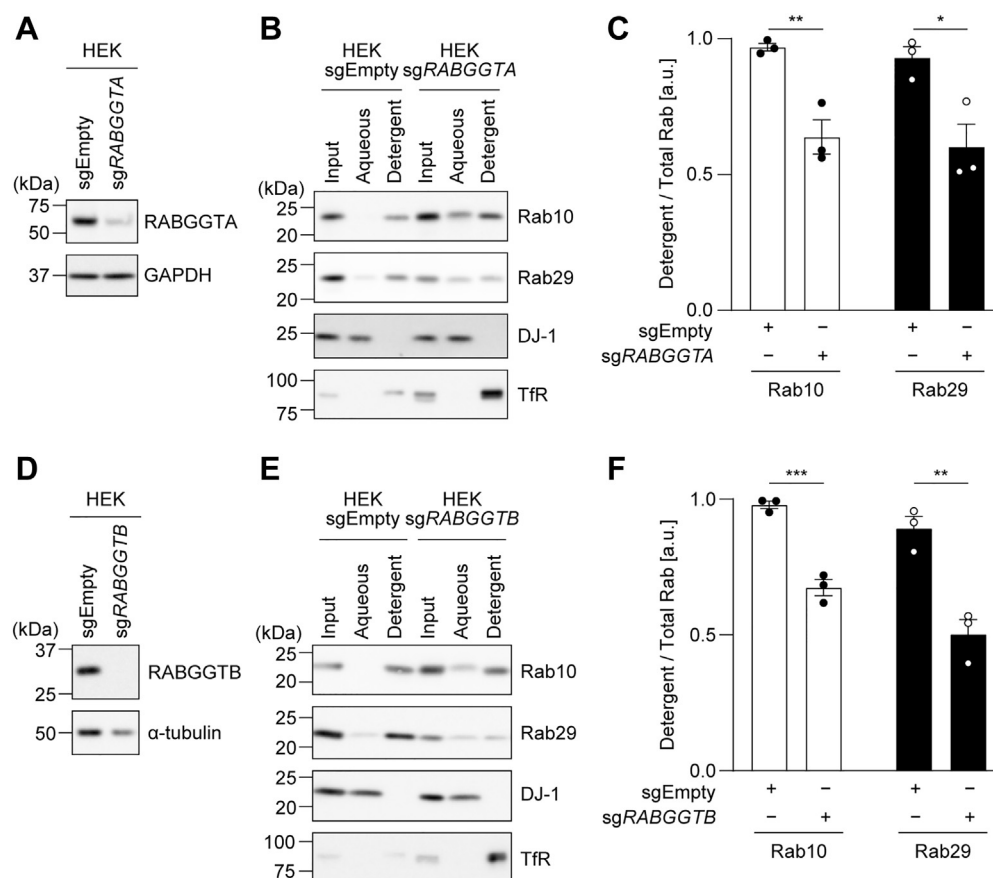 A
HEK
sgEmpty
sgRABGGTA
(kDa)
75
50
RABGGTA
37
GAPDH
B
HEK
sgEmpty
HEK
sgRABGGTA
Input
Aqueous
Detergent
Input
Aqueous
Detergent
(kDa)
25
20
Rab10
25
20
Rab29
25
DJ-1
100
75
TfR
C
**
*
Detergent / Total Rab [a.u.]
1.0
0.5
0.0
sgEmpty + − + −
sgRABGGTA − + − +
Rab10 Rab29
D
HEK
sgEmpty
sgRABGGTB
(kDa)
37
25
RABGGTB
50
α-tubulin
E
HEK
sgEmpty
HEK
sgRABGGTB
Input
Aqueous
Detergent
Input
Aqueous
Detergent
(kDa)
25
20
Rab10
25
20
Rab29
25
20
DJ-1
100
75
TfR
F
***
**
Detergent / Total Rab [a.u.]
1.0
0.5
0.0
sgEmpty + − + −
sgRABGGTB − + − +
Rab10 Rab29